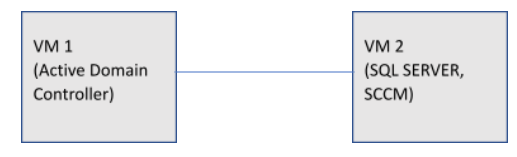 VM 1
(Active Domain
Controller)
VM 2
(SQL SERVER,
SCCM)